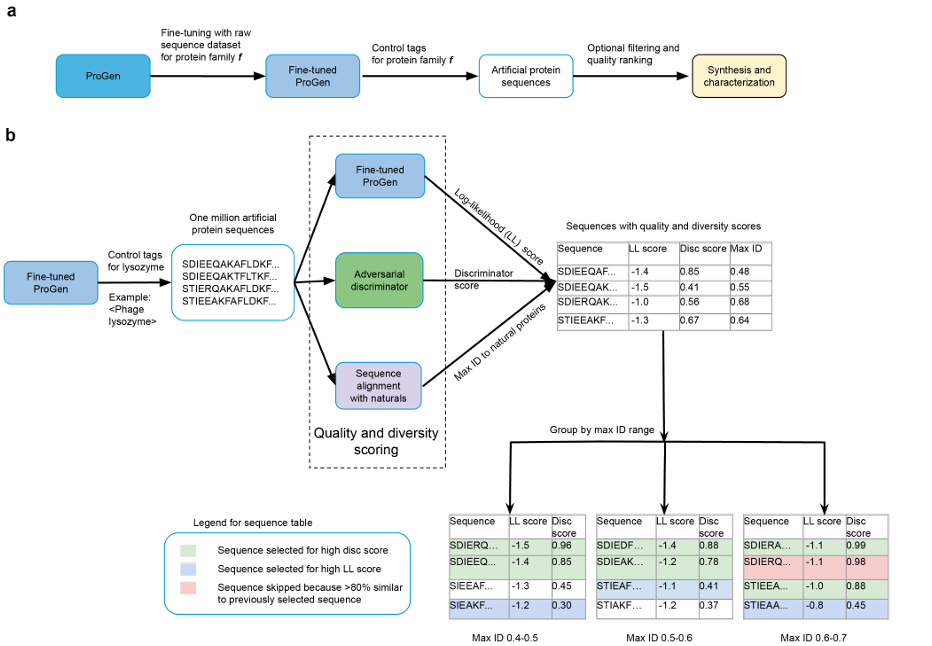 a
ProGen
Fine-tuning with raw
sequence dataset
for protein family f
Fine-tuned
ProGen
Control tags
for protein family f
Artificial protein
sequences
Optional filtering and
quality ranking
Synthesis and
characterization
b
Fine-tuned
ProGen
Control tags
for lysozyme
Example:
<Phage
lysozyme>
One million artificial
protein sequences
SDIEEQAKAFLDKF...
SDIEEQAKTFLTKF...
STIERQAKAFLDKF...
STIEEAKFAFLDKF...
Fine-tuned
ProGen
Adversarial
discriminator
Sequence
alignment
with naturals
Quality and diversity
scoring
Log-likelihood (LL) score
Discriminator
score
Max ID to natural proteins
Sequences with quality and diversity scores
Sequence LL score Disc score Max ID
SDIEEQAF... -1.4 0.85 0.48
SDIEEQAK... -1.5 0.41 0.55
SDIERQAK... -1.0 0.56 0.68
STIEEAKF... -1.3 0.67 0.64
Group by max ID range
Legend for sequence table
Sequence selected for high disc score
Sequence selected for high LL score
Sequence skipped because >80% similar
to previously selected sequence
Sequence LL score Disc
score
SDIERQ... -1.5 0.96
SDIEEQ... -1.4 0.85
SIEEAF... -1.3 0.45
SIEAKF... -1.2 0.30
Max ID 0.4-0.5
Sequence LL score Disc
score
SDIEDF... -1.4 0.88
SDIEAK... -1.2 0.78
STIEAF... -1.1 0.41
STIAKF... -1.2 0.37
Max ID 0.5-0.6
Sequence LL score Disc
score
SDIERA... -1.1 0.99
SDIERQ... -1.1 0.98
STIEEA... -1.0 0.88
STIEAA... -0.8 0.45
Max ID 0.6-0.7